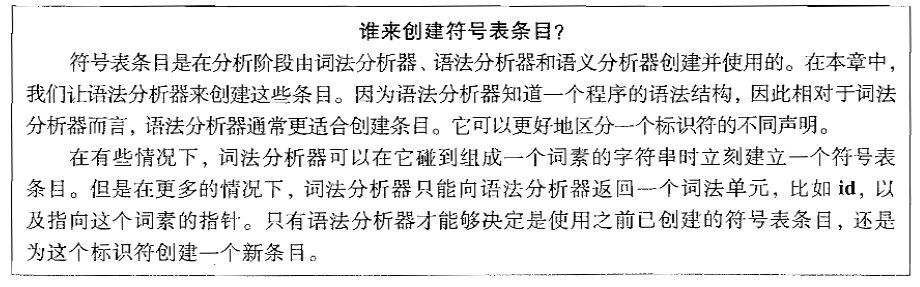 谁来创建符号表条目?
符号表条目是在分析阶段由词法分析器、语法分析器和语义分析器创建并使用的。在本章中,
我们让语法分析器来创建这些条目。因为语法分析器知道一个程序的语法结构,因此相对于词法
分析器而言,语法分析器通常更适合创建条目。它可以更好地区分一个标识符的不同声明。
在有些情况下,词法分析器可以在它碰到组成一个词素的字符串时立刻建立一个符号表
条目。但是在更多的情况下,词法分析器只能向语法分析器返回一个词法单元,比如 id,以
及指向这个词素的指针。只有语法分析器才能够决定是使用之前已创建的符号表条目,还是
为这个标识符创建一个新条目。